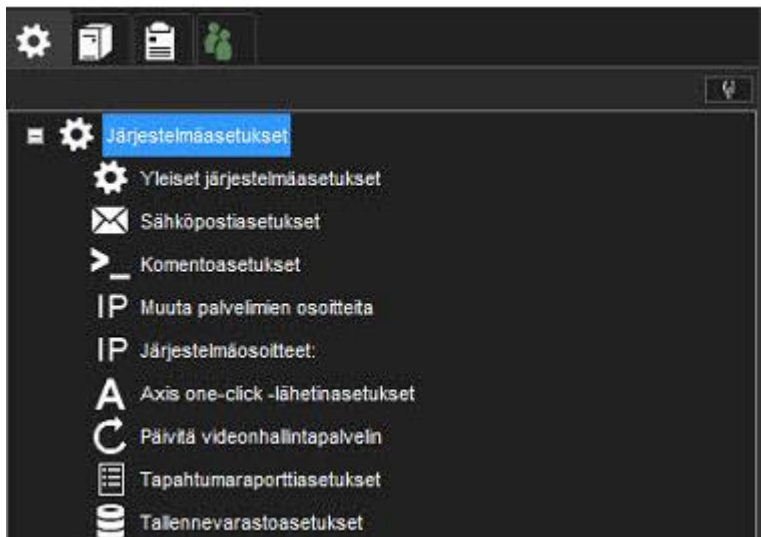 Järjestelmäasetukset
Yleiset järjestelmäasetukset
Sähköpostiasetukset
Komentoasetukset
IP Muuta palvelimien osoitteita
IP Järjestelmäosoitteet:
A Axis one-click -lähetinasetukset
Päivitä videonhallintapalvelin
Tapahtumaraporttiasetukset
Tallennevarastoasetukset